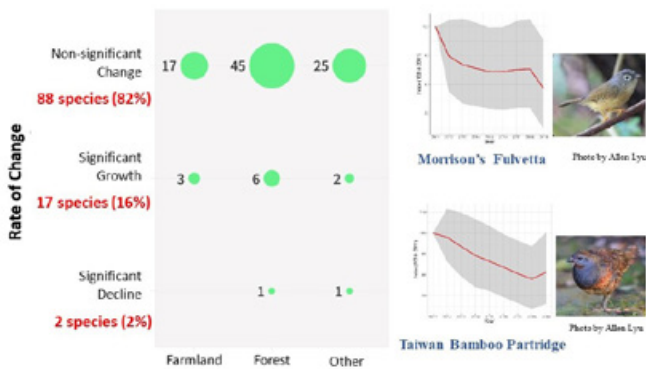 Rate of Change
Non-significant
Change
88 species (82%)
17
45
25
Significant
Growth
17 species (16%)
3
6
2
Significant
Decline
2 species (2%)
1
1
Farmland
Forest
Other
Morrison's Fulvetta
Photo by Allen Lyu
Taiwan Bamboo Partridge
Photo by Allen Lyu